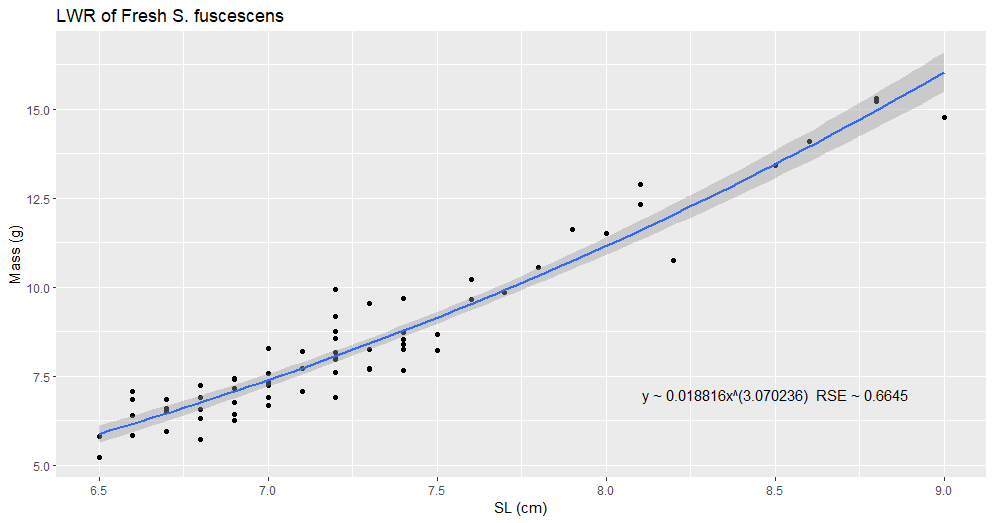 LWR of Fresh S. fuscescens
Mass (g)
15.0
12.5
10.0
7.5
5.0
y ~ 0.018816x^(3.070236) RSE ~ 0.6645
6.5 7.0 7.5 8.0 8.5 9.0
SL (cm)